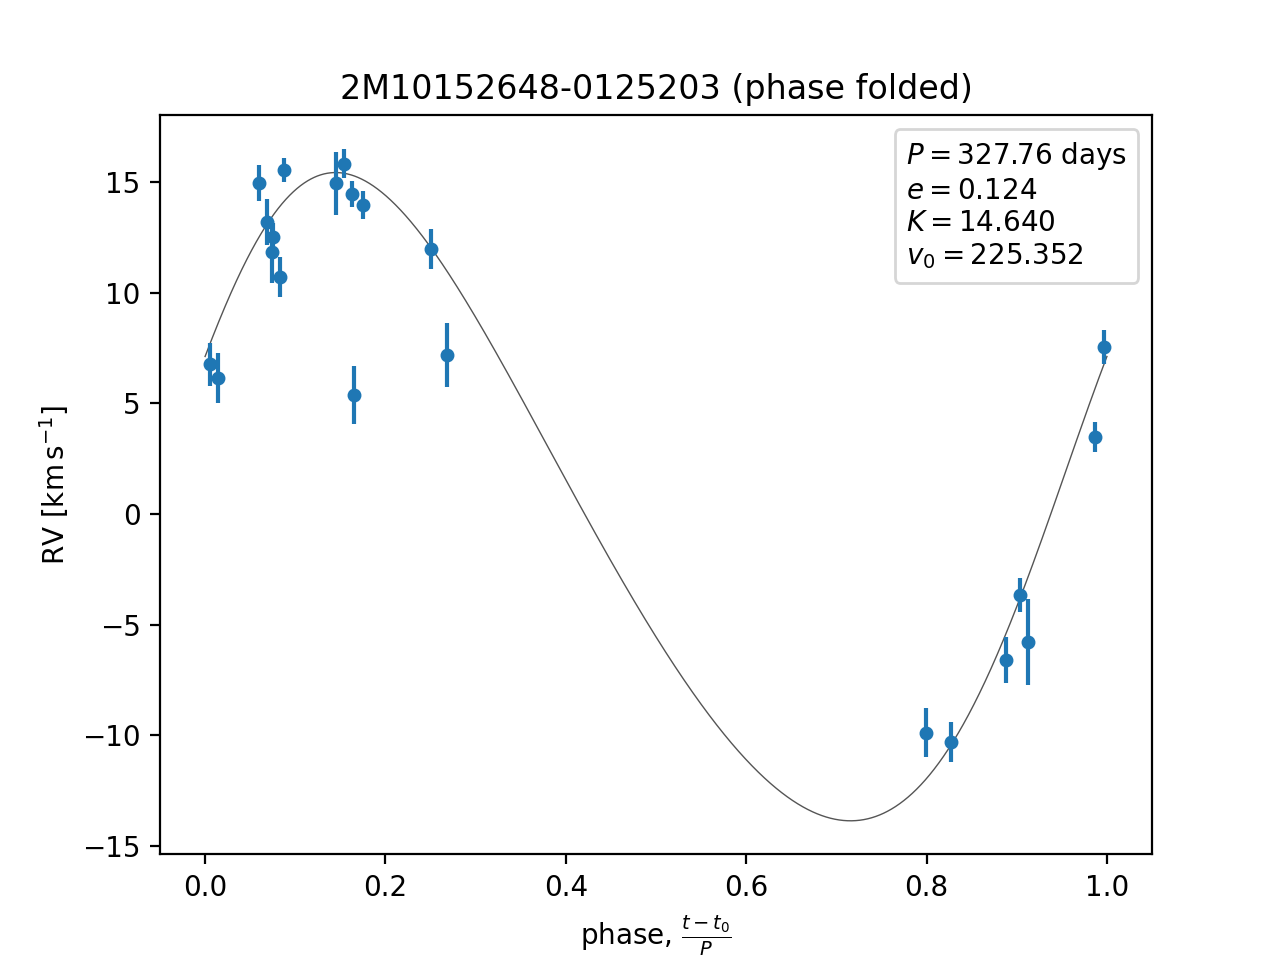 2M10152648-0125203 (phase folded)
P = 327.76 days
e = 0.124
K = 14.640
v₀ = 225.352
RV [km s⁻¹]
15
10
5
0
−5
−10
−15
0.0 0.2 0.4 0.6 0.8 1.0
phase, (t − t₀)/P